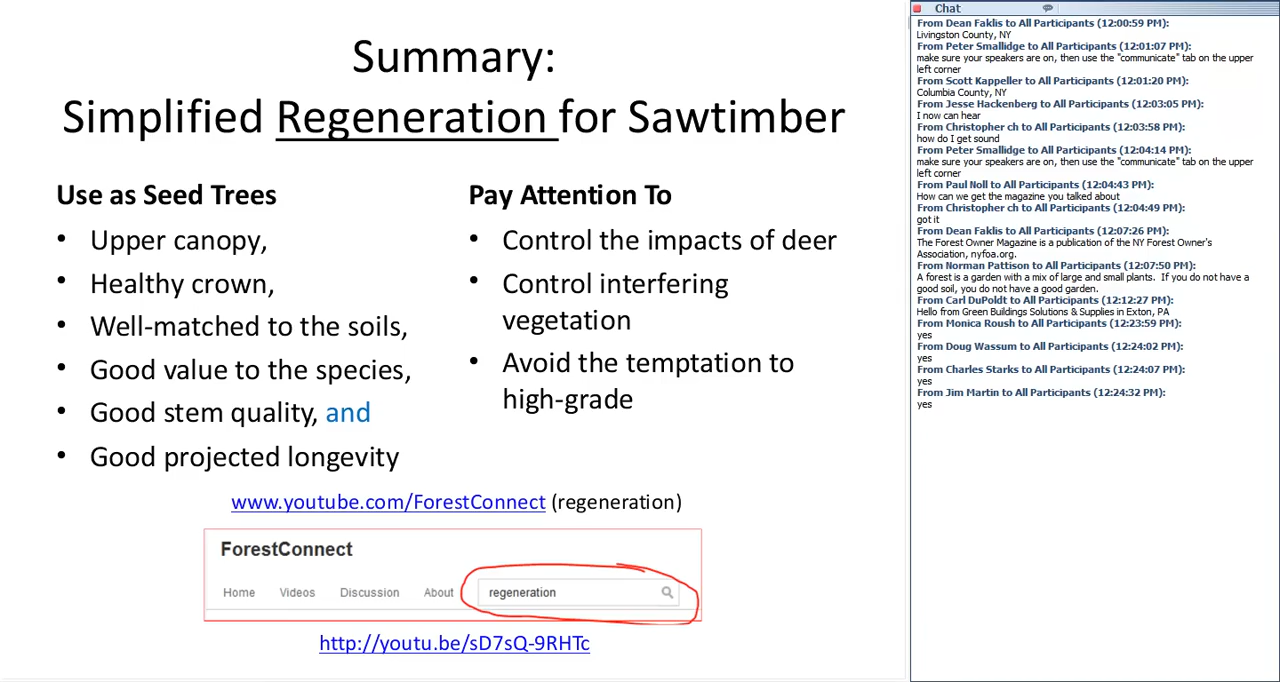 Summary:
Simplified Regeneration for Sawtimber
Use as Seed Trees
• Upper canopy,
• Healthy crown,
• Well-matched to the soils,
• Good value to the species,
• Good stem quality, and
• Good projected longevity
Pay Attention To
• Control the impacts of deer
• Control interfering
vegetation
• Avoid the temptation to
high-grade
www.youtube.com/ForestConnect (regeneration)
ForestConnect
Home Videos Discussion About regeneration
http://youtu.be/sD7sQ-9RHTc
Chat
From Dean Faklis to All Participants (12:00:59 PM):
Livingston County, NY
From Peter Smallidge to All Participants (12:01:07 PM):
make sure your speakers are on, then use the "communicate" tab on the upper
left corner
From Scott Kappeller to All Participants (12:01:20 PM):
Columbia County, NY
From Jesse Hackenberg to All Participants (12:03:05 PM):
I now can hear
From Christopher ch to All Participants (12:03:58 PM):
how do I get sound
From Peter Smallidge to All Participants (12:04:14 PM):
make sure your speakers are on, then use the "communicate" tab on the upper
left corner
From Paul Noll to All Participants (12:04:43 PM):
How can we get the magazine you talked about
From Christopher ch to All Participants (12:04:49 PM):
got it
From Dean Faklis to All Participants (12:07:26 PM):
The Forest Owner Magazine is a publication of the NY Forest Owner's
Association, nyfoa.org.
From Norman Pattison to All Participants (12:07:50 PM):
A forest is a garden with a mix of large and small plants. If you do not have a
good soil, you do not have a good garden.
From Carl DuPoldt to All Participants (12:12:27 PM):
Hello from Green Buildings Solutions & Supplies in Exton, PA
From Monica Roush to All Participants (12:23:59 PM):
yes
From Doug Wassum to All Participants (12:24:02 PM):
yes
From Charles Starks to All Participants (12:24:07 PM):
yes
From Jim Martin to All Participants (12:24:32 PM):
yes